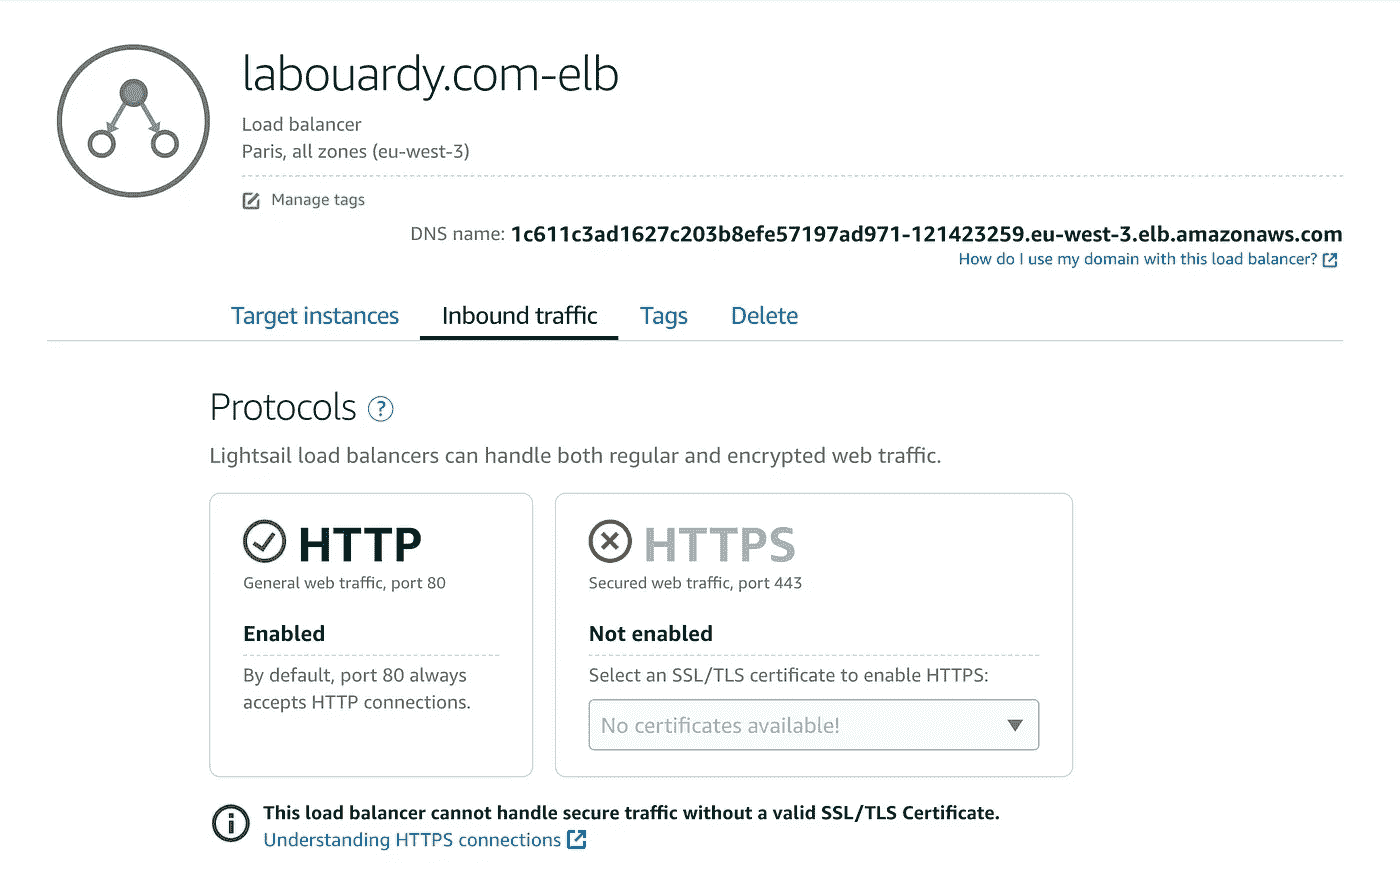 labouardy.com-elb
Load balancer
Paris, all zones (eu-west-3)
Manage tags
DNS name: 1c611c3ad1627c203b8efe57197ad971-121423259.eu-west-3.elb.amazonaws.com
How do I use my domain with this load balancer?
Target instances Inbound traffic Tags Delete
Protocols ?
Lightsail load balancers can handle both regular and encrypted web traffic.
HTTP
General web traffic, port 80
Enabled
By default, port 80 always
accepts HTTP connections.
HTTPS
Secured web traffic, port 443
Not enabled
Select an SSL/TLS certificate to enable HTTPS:
No certificates available!
This load balancer cannot handle secure traffic without a valid SSL/TLS Certificate.
Understanding HTTPS connections